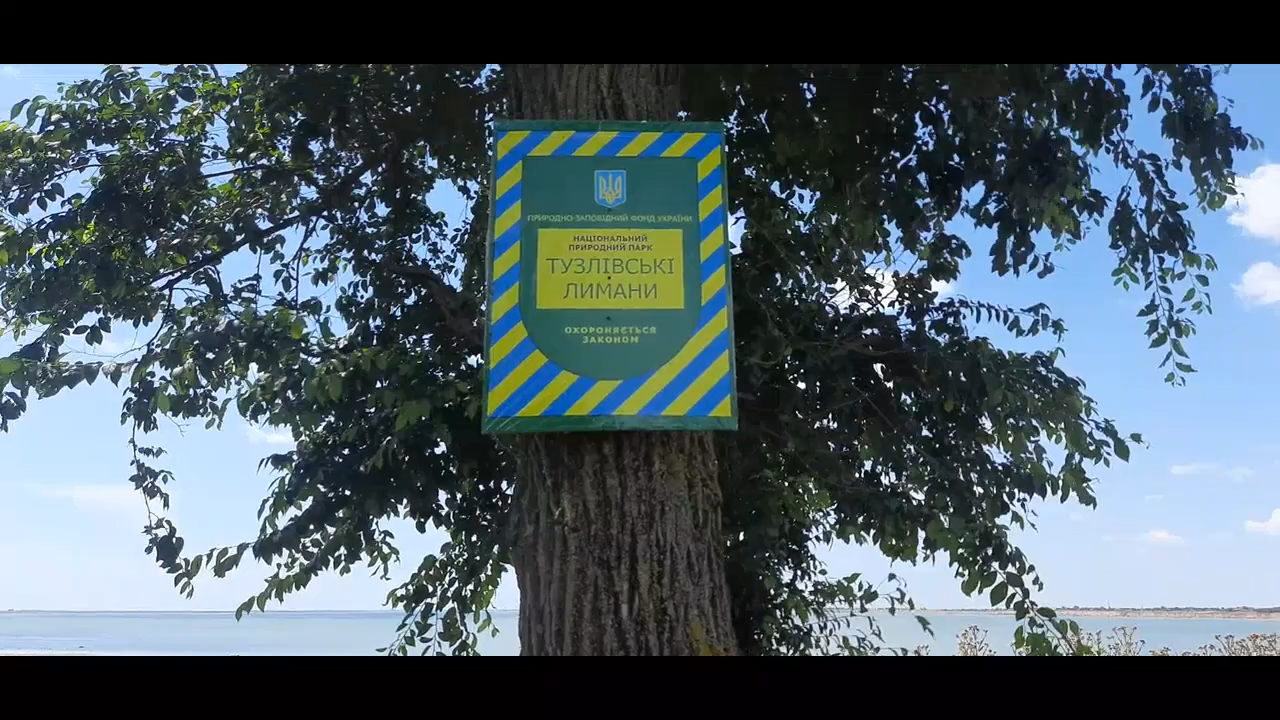 ПРИРОДНО-ЗАПОВІДНИЙ ФОНД УКРАЇНИ
НАЦІОНАЛЬНИЙ
ПРИРОДНИЙ ПАРК
ТУЗЛІВСЬКІ
ЛИМАНИ
ОХОРОНЯЄТЬСЯ
ЗАКОНОМ